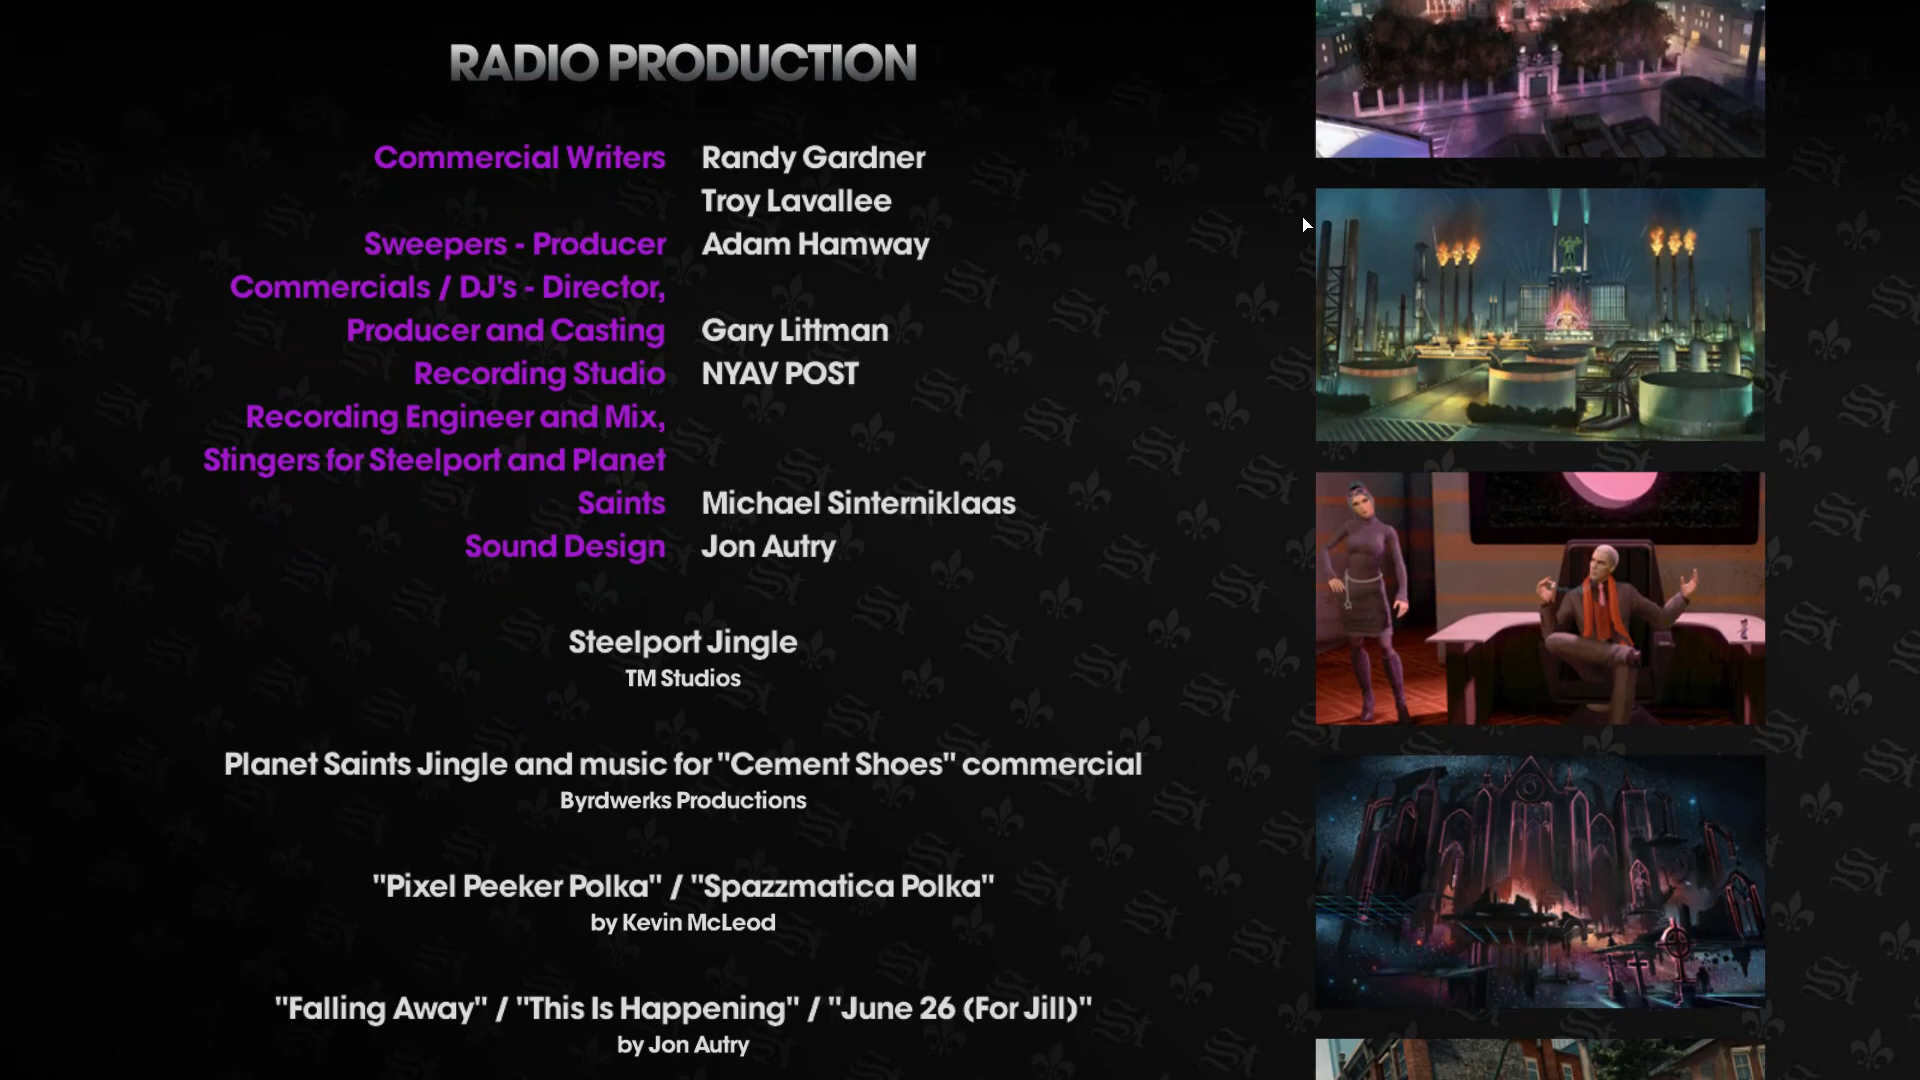 RADIO PRODUCTION
Commercial Writers Randy Gardner
Troy Lavallee
Sweepers - Producer Adam Hamway
Commercials / DJ's - Director,
Producer and Casting Gary Littman
Recording Studio NYAV POST
Recording Engineer and Mix,
Stingers for Steelport and Planet
Saints Michael Sinterniklaas
Sound Design Jon Autry
Steelport Jingle
TM Studios
Planet Saints Jingle and music for "Cement Shoes" commercial
Byrdwerks Productions
"Pixel Peeker Polka" / "Spazzmatica Polka"
by Kevin McLeod
"Falling Away" / "This Is Happening" / "June 26 (For Jill)"
by Jon Autry